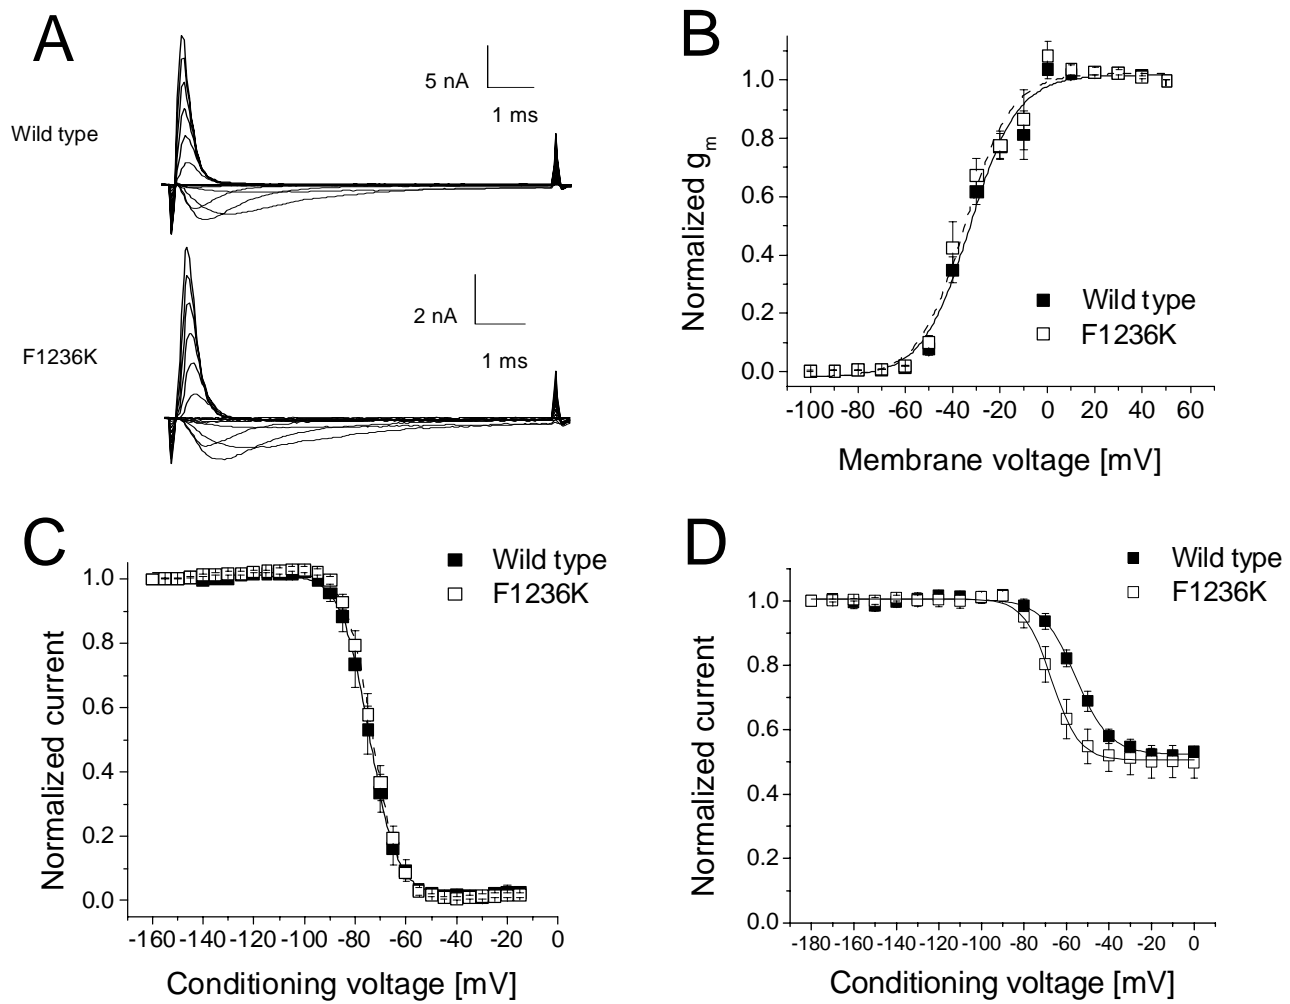 A
5 nA
1 ms
Wild type
2 nA
1 ms
F1236K
B
1.0
0.8
0.6
0.4
0.2
0.0
Normalized gm
Wild type
F1236K
-100 -80 -60 -40 -20 0 20 40 60
Membrane voltage [mV]
C
Wild type
F1236K
1.0
0.8
0.6
0.4
0.2
0.0
Normalized current
-160 -140 -120 -100 -80 -60 -40 -20 0
Conditioning voltage [mV]
D
Wild type
F1236K
1.0
0.8
0.6
0.4
0.2
0.0
Normalized current
-180 -160 -140 -120 -100 -80 -60 -40 -20 0
Conditioning voltage [mV]